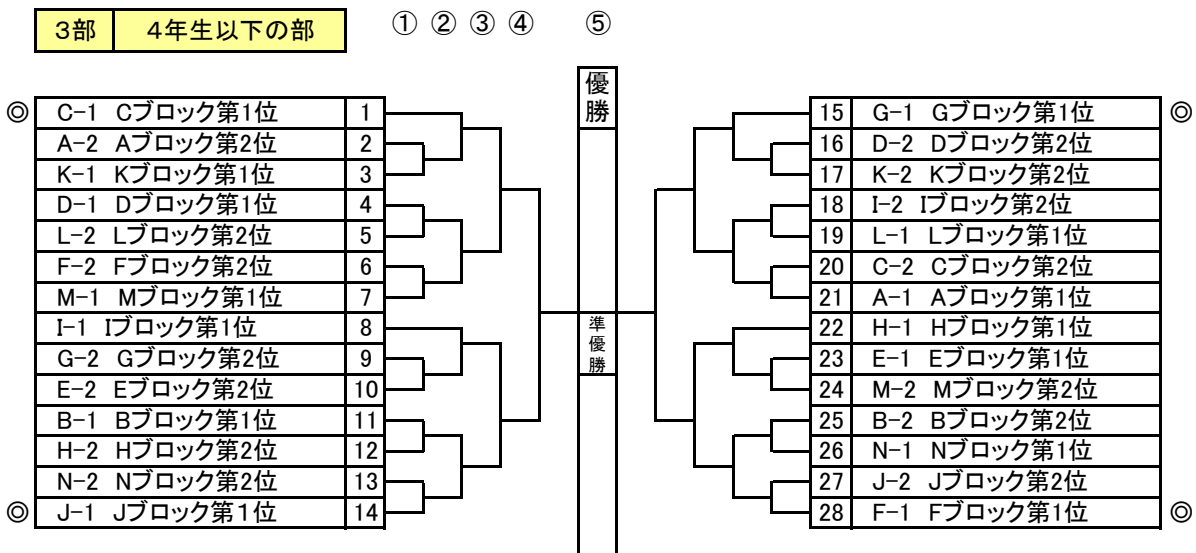 3部 4年生以下の部 ① ② ③ ④ ⑤
優勝
◎ C-1 Cブロック第1位 1 15 G-1 Gブロック第1位 ◎
A-2 Aブロック第2位 2 16 D-2 Dブロック第2位
K-1 Kブロック第1位 3 17 K-2 Kブロック第2位
D-1 Dブロック第1位 4 18 I-2 Iブロック第2位
L-2 Lブロック第2位 5 19 L-1 Lブロック第1位
F-2 Fブロック第2位 6 20 C-2 Cブロック第2位
M-1 Mブロック第1位 7 21 A-1 Aブロック第1位
準優勝
I-1 Iブロック第1位 8 22 H-1 Hブロック第1位
G-2 Gブロック第2位 9 23 E-1 Eブロック第1位
E-2 Eブロック第2位 10 24 M-2 Mブロック第2位
B-1 Bブロック第1位 11 25 B-2 Bブロック第2位
H-2 Hブロック第2位 12 26 N-1 Nブロック第1位
N-2 Nブロック第2位 13 27 J-2 Jブロック第2位
◎ J-1 Jブロック第1位 14 28 F-1 Fブロック第1位 ◎